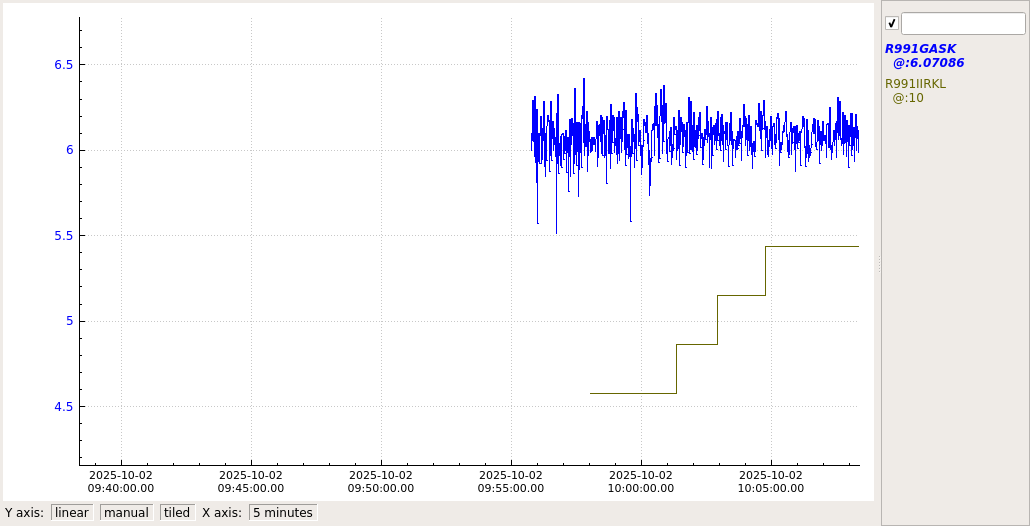 R991GASK
@:6.07086
R991IIRKL
@:10
6.5
6
5.5
5
4.5
2025-10-02 2025-10-02 2025-10-02 2025-10-02 2025-10-02 2025-10-02
09:40:00.00 09:45:00.00 09:50:00.00 09:55:00.00 10:00:00.00 10:05:00.00
Y axis: linear manual tiled X axis: 5 minutes